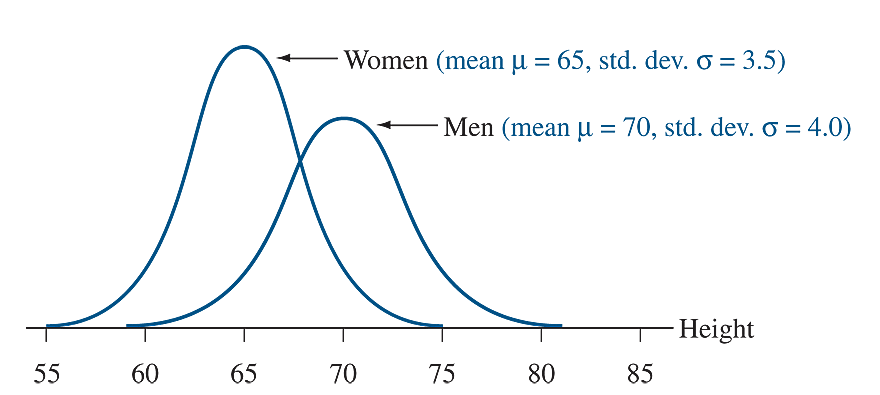 Women (mean μ = 65, std. dev. σ = 3.5)
Men (mean μ = 70, std. dev. σ = 4.0)
Height
55 60 65 70 75 80 85